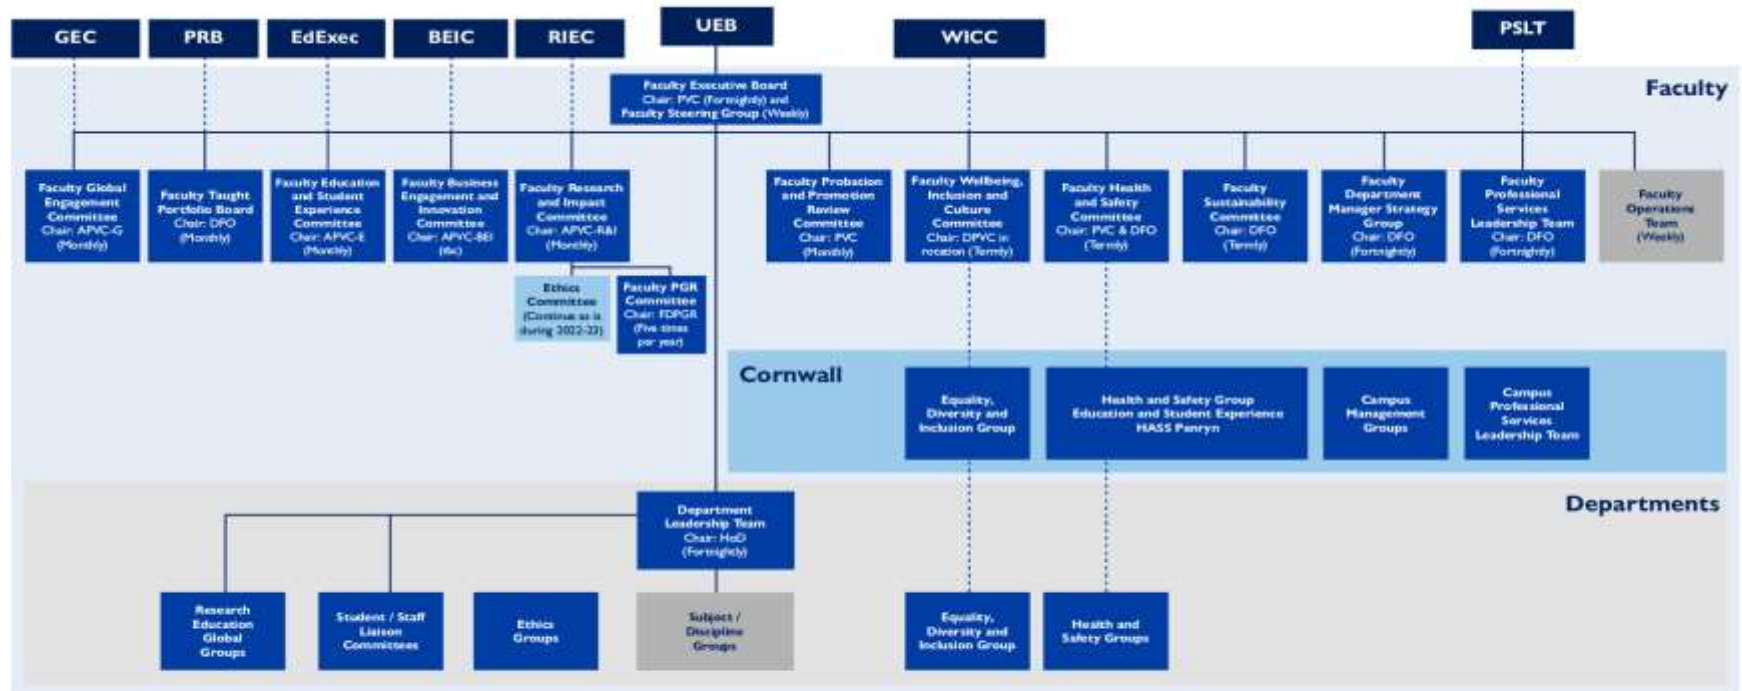 GEC
PRB
EdExec
BEIC
RIEC
UEB
WICC
PSLT
Faculty Executive Board
Chair: PVC (Fortnightly) and
Faculty Steering Group (Weekly)
Faculty
Faculty Global
Engagement
Committee
Chair: APVC-G
(Monthly)
Faculty Taught
Portfolio Board
Chair: DFO
(Monthly)
Faculty Education
and Student
Experience
Committee
Chair: APVC-E
(Monthly)
Faculty Business
Engagement and
Innovation
Committee
Chair: APVC-BEI
(tbc)
Faculty Research
and Impact
Committee
Chair: APVC-R&I
(Monthly)
Faculty Probation
and Promotion
Review
Committee
Chair: PVC
(Monthly)
Faculty Wellbeing,
Inclusion and
Culture
Committee
Chair: DPVC in
rotation (Termly)
Faculty Health
and Safety
Committee
Chair: PVC & DFO
(Termly)
Faculty
Sustainability
Committee
Chair: DFO
(Termly)
Faculty
Department
Manager Strategy
Group
Chair: DFO
(Fortnightly)
Faculty
Professional
Services
Leadership Team
Chair: DFO
(Fortnightly)
Faculty
Operations
Team
(Weekly)
Ethics
Committee
(Continue as is
during 2022-23)
Faculty PGR
Committee
Chair: FDPGR
(Five times
per year)
Cornwall
Equality,
Diversity and
Inclusion Group
Health and Safety Group
Education and Student Experience
HASS Penryn
Campus
Management
Groups
Campus
Professional
Services
Leadership Team
Departments
Department
Leadership Team
Chair: HoD
(Fortnightly)
Research
Education
Global
Groups
Student / Staff
Liaison
Committees
Ethics
Groups
Subject /
Discipline
Groups
Equality,
Diversity and
Inclusion Group
Health and
Safety Groups